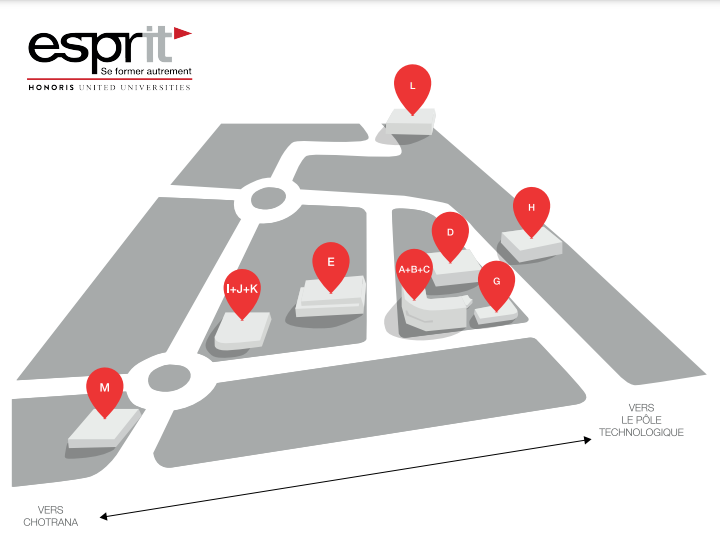 esprit
Se former autrement
HONORIS UNITED UNIVERSITIES
L
H
D
E
A+B+C
G
I+J+K
M
VERS
LE PÔLE
TECHNOLOGIQUE
VERS
CHOTRANA